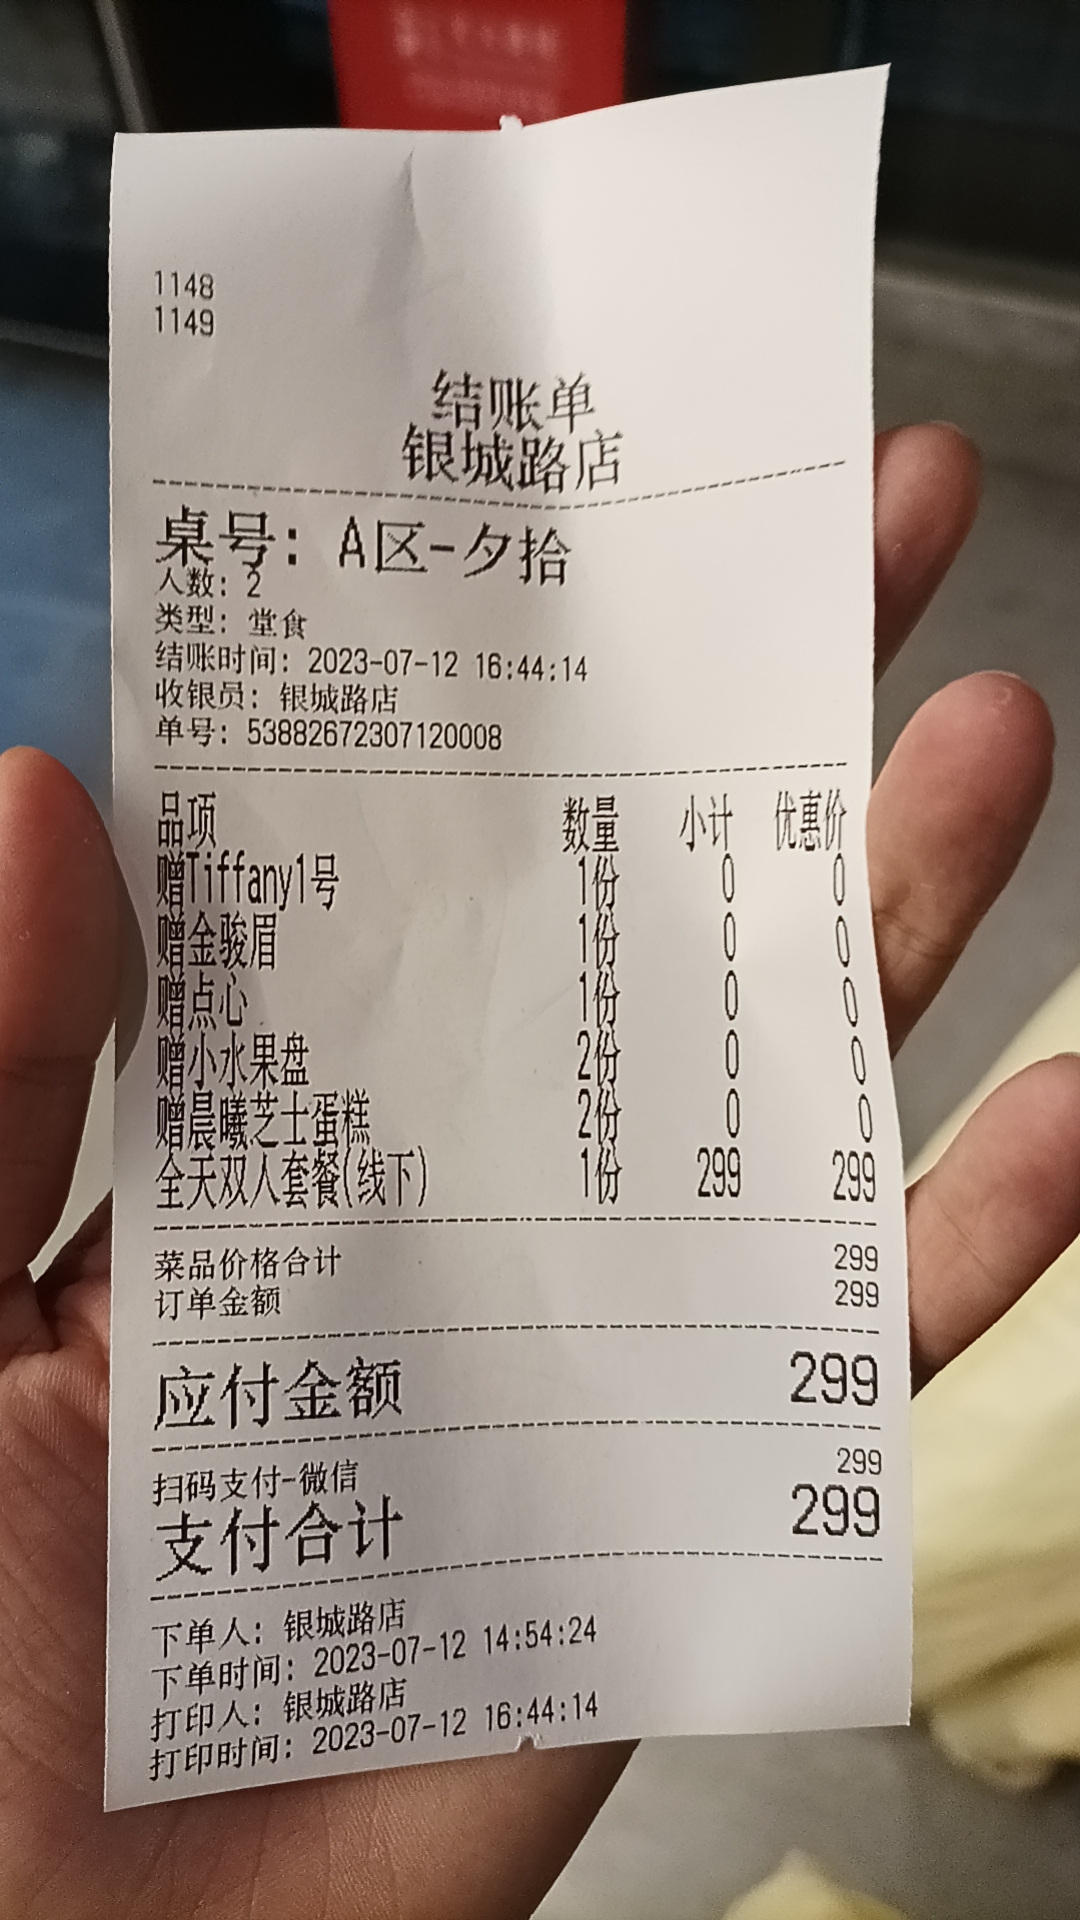 1148
1149
结账单
银城路店
桌号: A区-夕拾
人数: 2
类型: 堂食
结账时间: 2023-07-12 16:44:14
收银员: 银城路店
单号: 53882672307120008
品项 数量 小计 优惠价
赠Tiffany1号 1份 0 0
赠金骏眉 1份 0 0
赠点心 1份 0 0
赠小水果盘 2份 0 0
赠晨曦芝士蛋糕 2份 0 0
全天双人套餐(线下) 1份 299 299
菜品价格合计 299
订单金额 299
应付金额 299
扫码支付-微信 299
支付合计 299
下单人: 银城路店
下单时间: 2023-07-12 14:54:24
打印人: 银城路店
打印时间: 2023-07-12 16:44:14